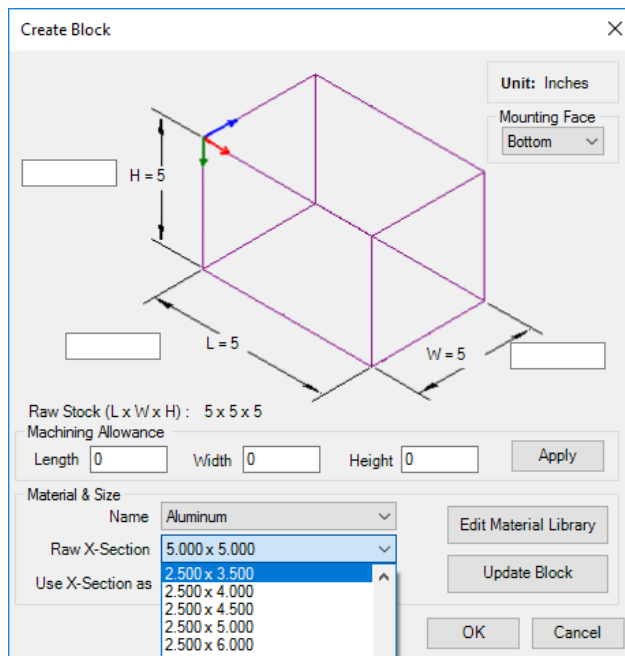 Create Block
Unit: Inches
Mounting Face
Bottom
H = 5
L = 5
W = 5
Raw Stock (L x W x H) : 5 x 5 x 5
Machining Allowance
Length 0 Width 0 Height 0 Apply
Material & Size
Name Aluminum
Edit Material Library
Raw X-Section 5.000 x 5.000
2.500 x 3.500
Update Block
Use X-Section as
2.500 x 4.000
2.500 x 4.500
2.500 x 5.000
2.500 x 6.000
OK Cancel